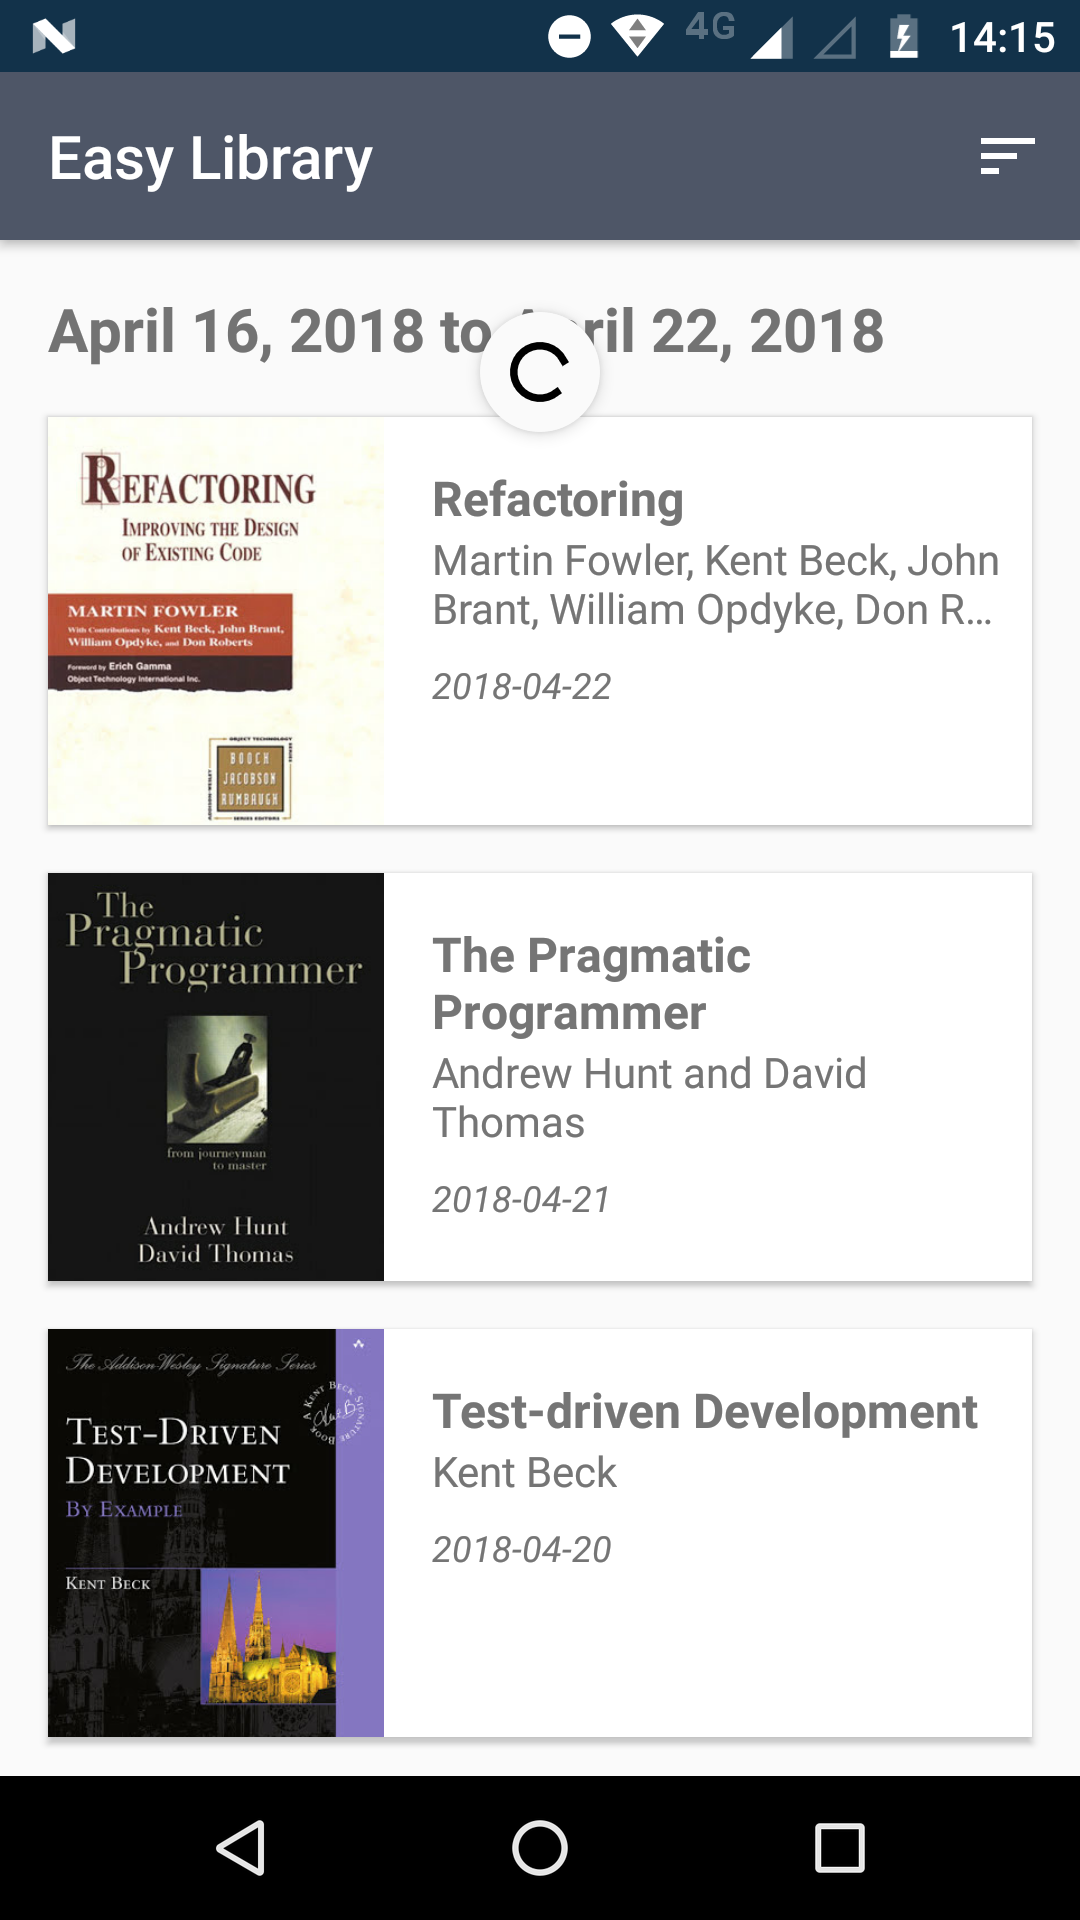 4G 14:15
Easy Library
April 16, 2018 to April 22, 2018
REFACTORING
IMPROVING THE DESIGN
OF EXISTING CODE
MARTIN FOWLER
With Contributions by Kent Beck, John Brant,
William Opdyke, and Don Roberts
Foreword by Erich Gamma
Object Technology International Inc.
OBJECT TECHNOLOGY
SERIES
ADDISON-WESLEY
BOOCH
JACOBSON
RUMBAUGH
SERIES EDITORS
Refactoring
Martin Fowler, Kent Beck, John
Brant, William Opdyke, Don R...
2018-04-22
The
Pragmatic
Programmer
from journeyman
to master
Andrew Hunt
David Thomas
The Pragmatic
Programmer
Andrew Hunt and David
Thomas
2018-04-21
The Addison-Wesley Signature Series
A KENT BECK SIGNATURE BOOK
TEST-DRIVEN
DEVELOPMENT
BY EXAMPLE
KENT BECK
Test-driven Development
Kent Beck
2018-04-20